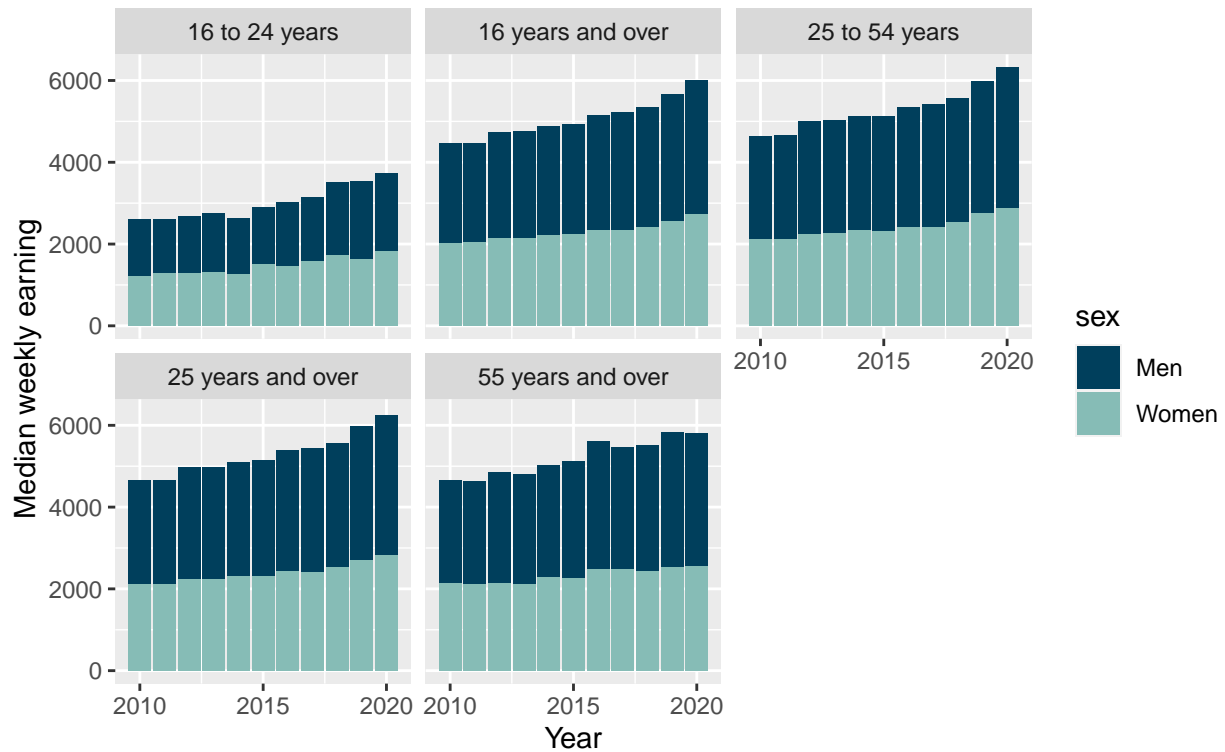 16 to 24 years
16 years and over
25 to 54 years
6000
4000
2000
0
2010
2015
2020
25 years and over
55 years and over
6000
4000
2000
0
2010
2015
2020
2010
2015
2020
Median weekly earning
Year
sex
Men
Women